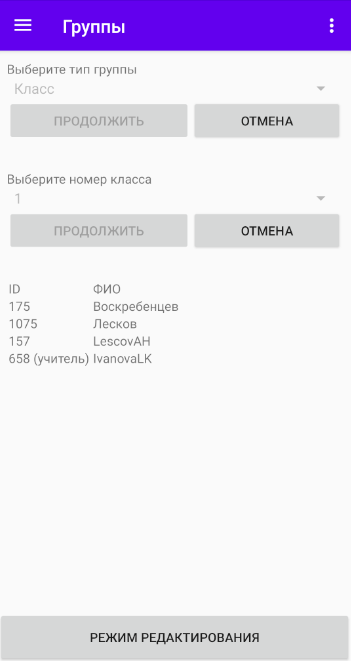 Группы
Выберите тип группы
Класс
ПРОДОЛЖИТЬ ОТМЕНА
Выберите номер класса
1
ПРОДОЛЖИТЬ ОТМЕНА
ID ФИО
175 Воскребенцев
1075 Лесков
157 LescovAH
658 (учитель) IvanovaLK
РЕЖИМ РЕДАКТИРОВАНИЯ